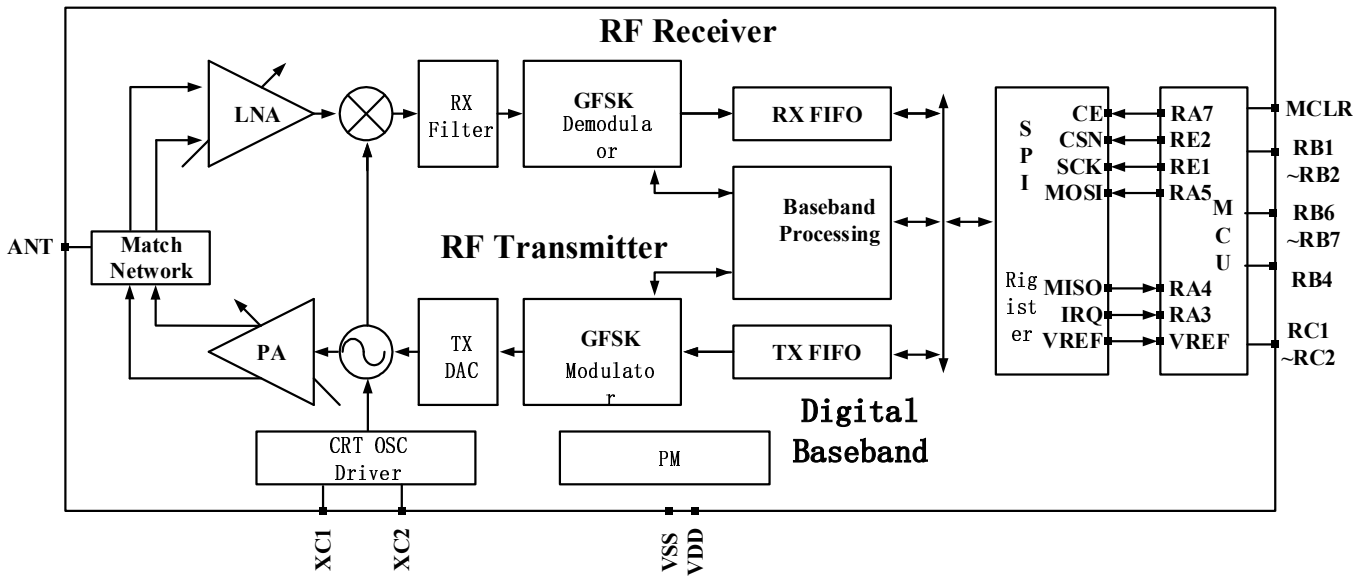 RF Receiver
LNA
RX
Filter
GFSK
Demodula
or
RX FIFO
Baseband
Processing
ANT
Match
Network
RF Transmitter
PA
TX
DAC
GFSK
Modulato
r
TX FIFO
Digital
Baseband
CRT OSC
Driver
PM
XC1
XC2
VSS
VDD
S
P
I
Rig
ist
er
CE
CSN
SCK
MOSI
MISO
IRQ
VREF
RA7
RE2
RE1
RA5
RA4
RA3
VREF
M
C
U
MCLR
RB1
~RB2
RB6
~RB7
RB4
RC1
~RC2